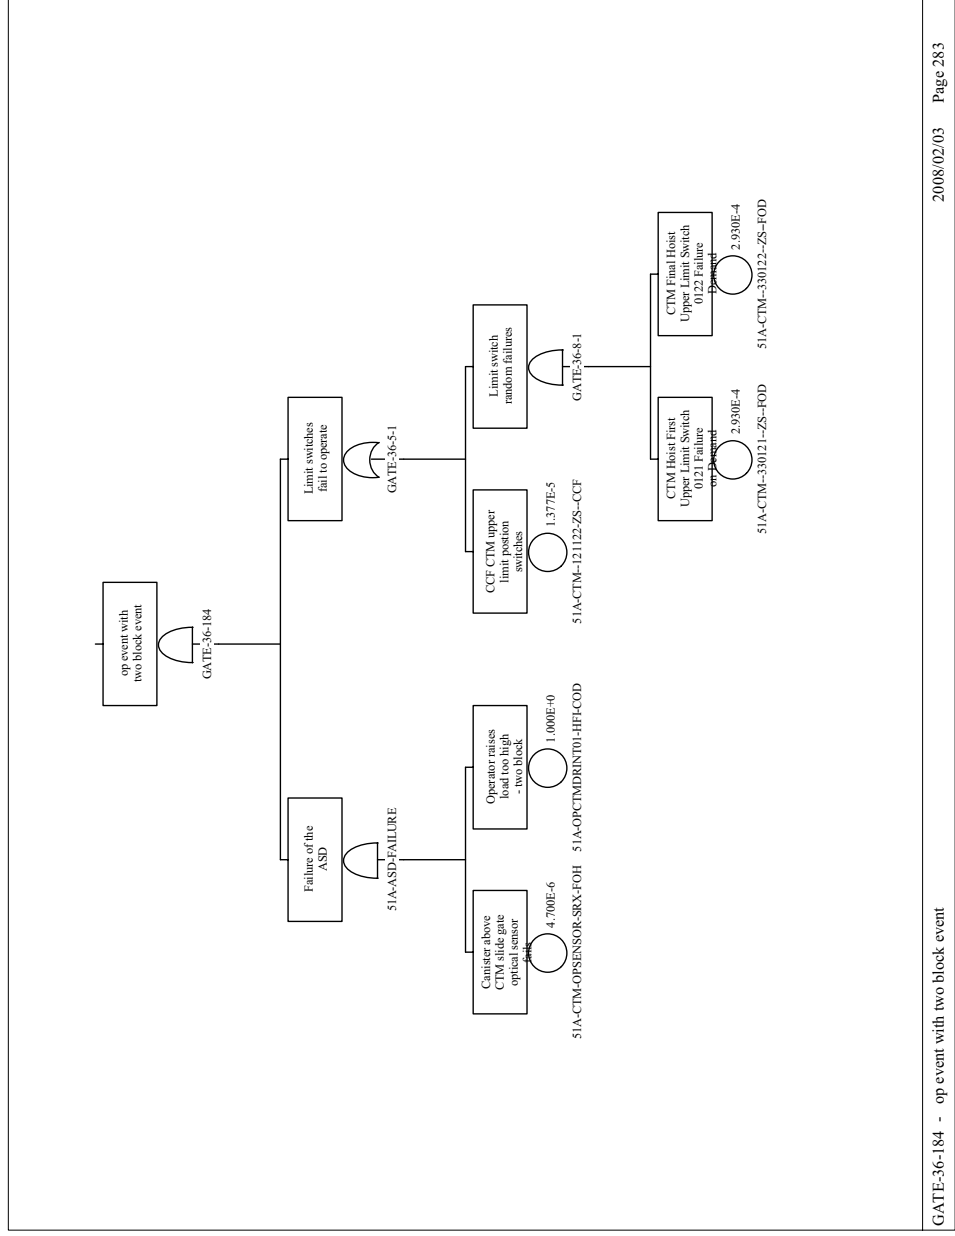 op event with
two block event
GATE-36-184
Failure of the
ASD
51A-ASD-FAILURE
Limit switches
fail to operate
GATE-36-5-1
Canister above
CTM slide gate
optical sensor
fails
4.700E-6
51A-CTM-OPSENSOR-SRX-FOH
Operator raises
load too high
- two block
1.000E+0
51A-OPCTMDRINT01-HFI-COD
CCF CTM upper
limit postion
switches
1.377E-5
51A-CTM--121122-ZS--CCF
Limit switch
random failures
GATE-36-8-1
CTM Hoist First
Upper Limit Switch
0121 Failure
on Demand
2.930E-4
51A-CTM--330121--ZS--FOD
CTM Final Hoist
Upper Limit Switch
0122 Failure
Demand
2.930E-4
51A-CTM--330122--ZS--FOD
GATE-36-184 - op event with two block event
2008/02/03 Page 283